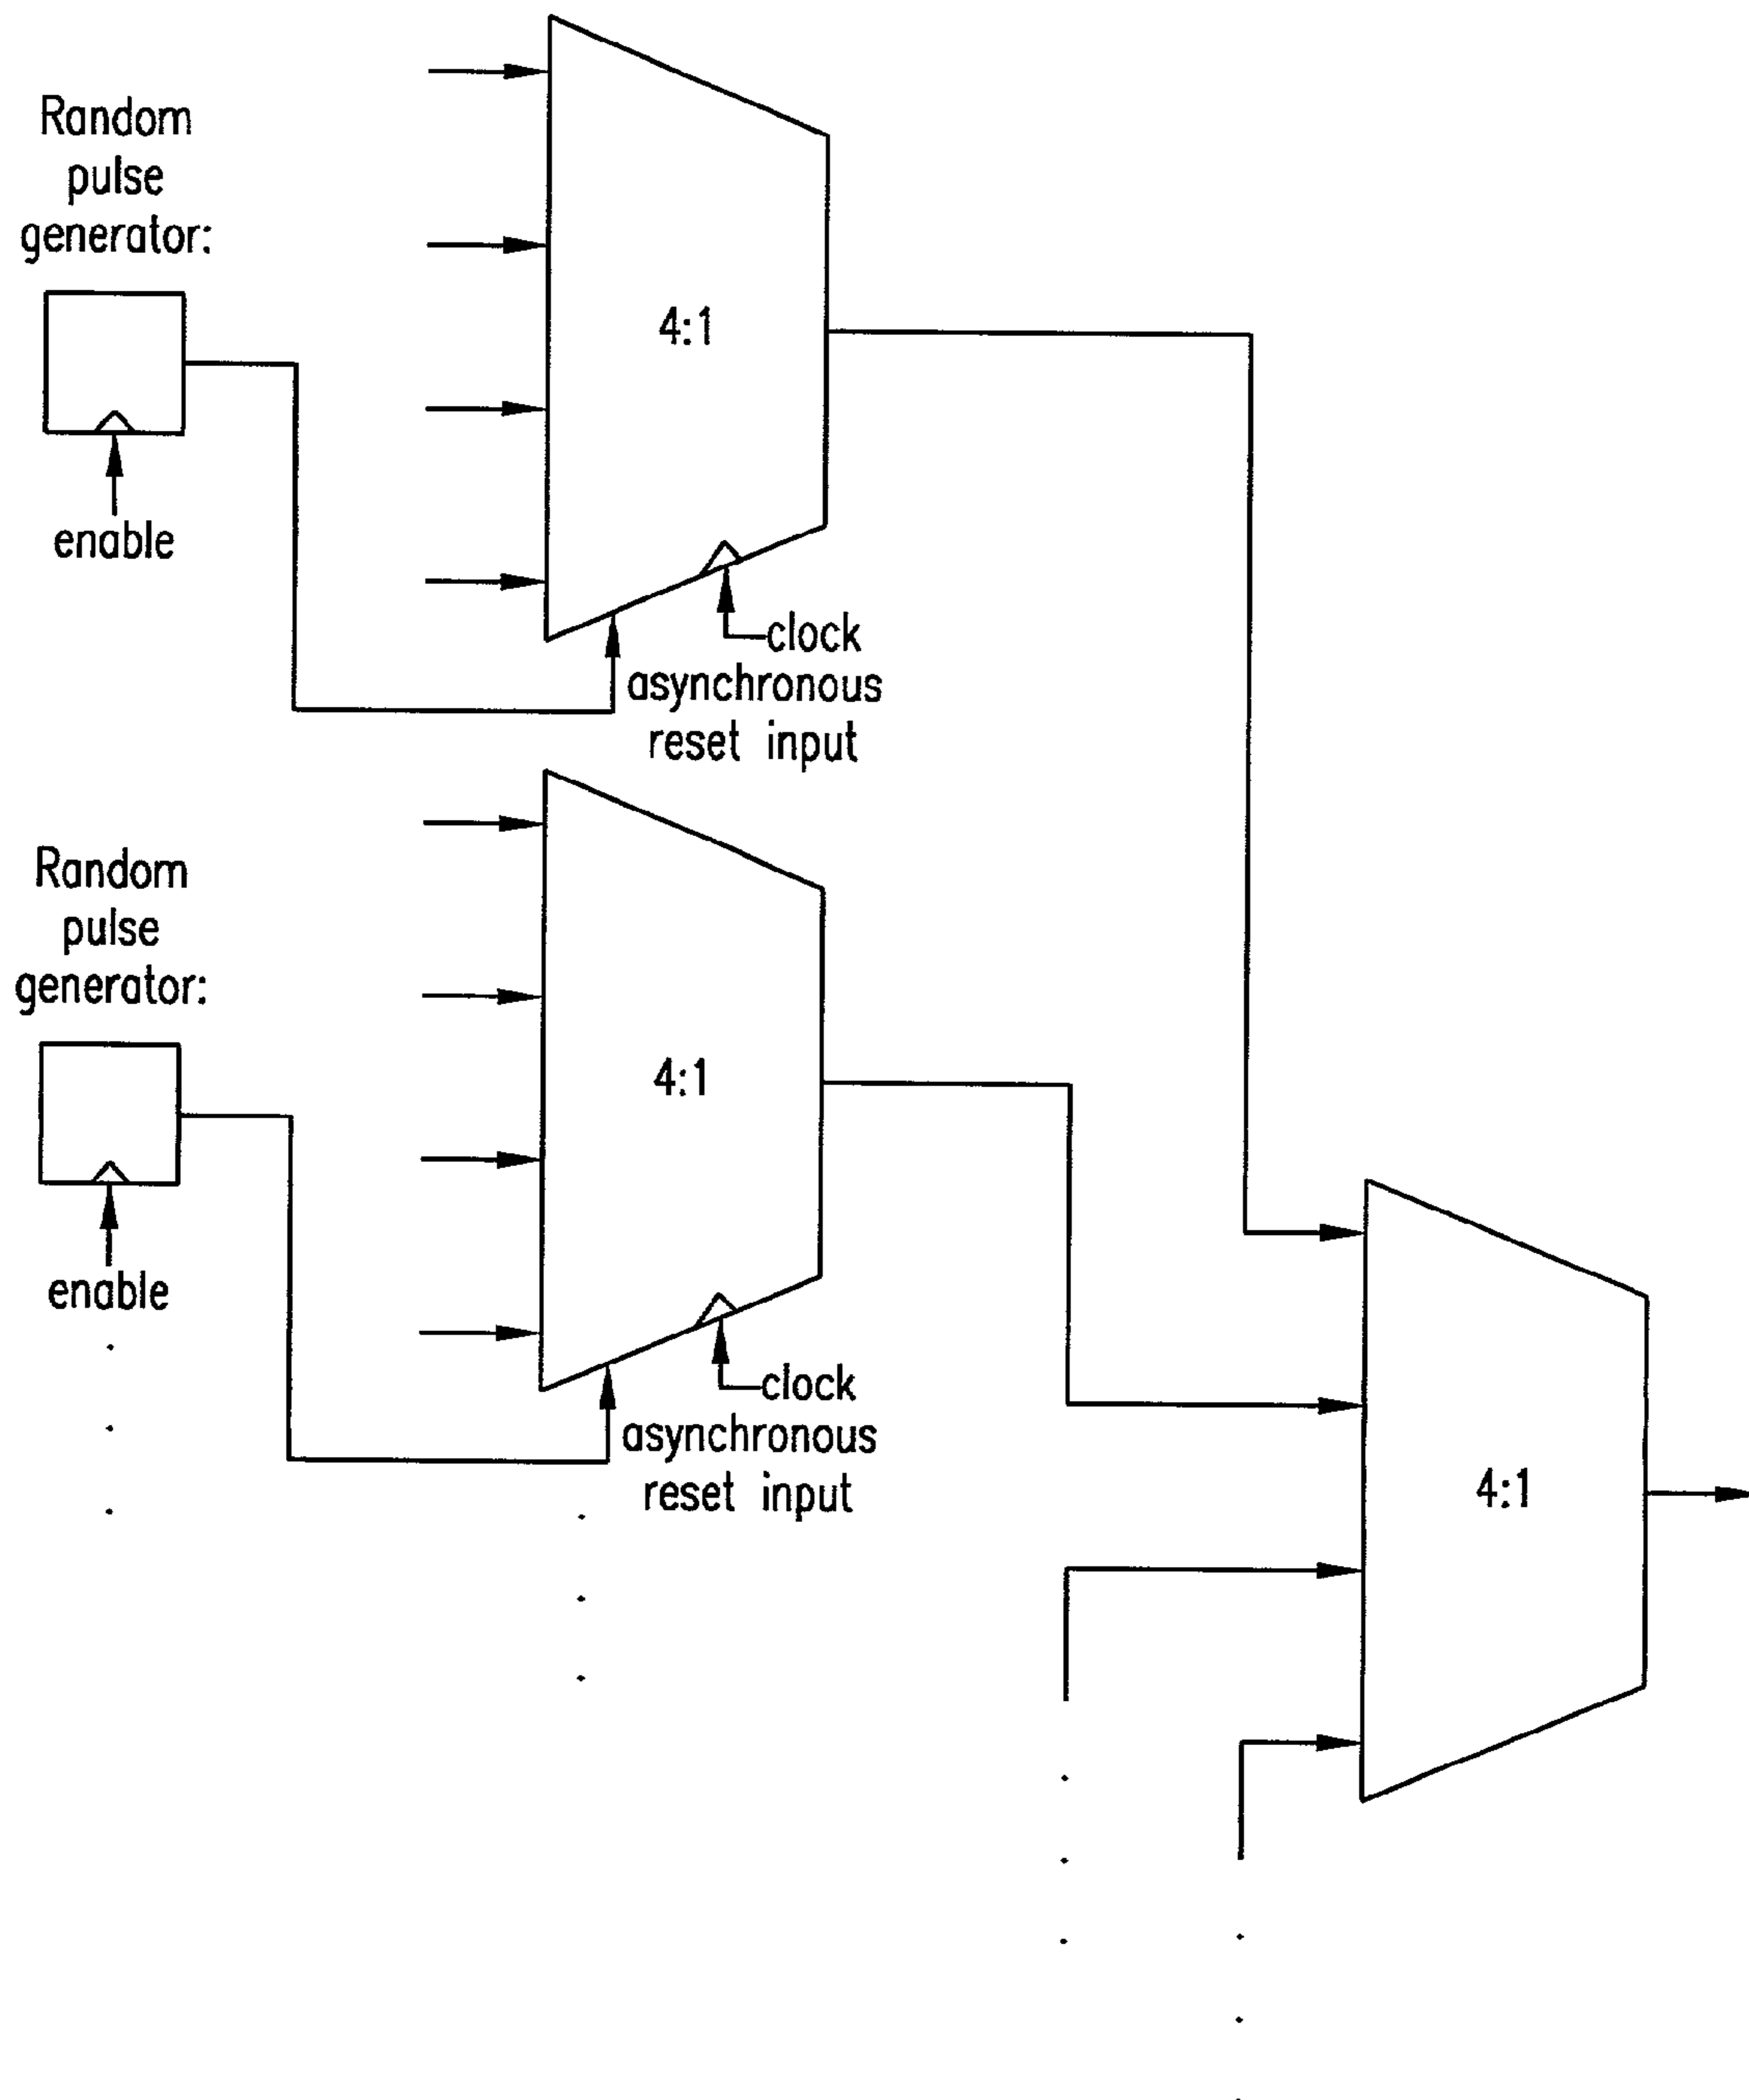 Random
pulse
generator:
enable
4:1
clock
asynchronous
reset input
Random
pulse
generator:
enable
4:1
clock
asynchronous
reset input
4:1